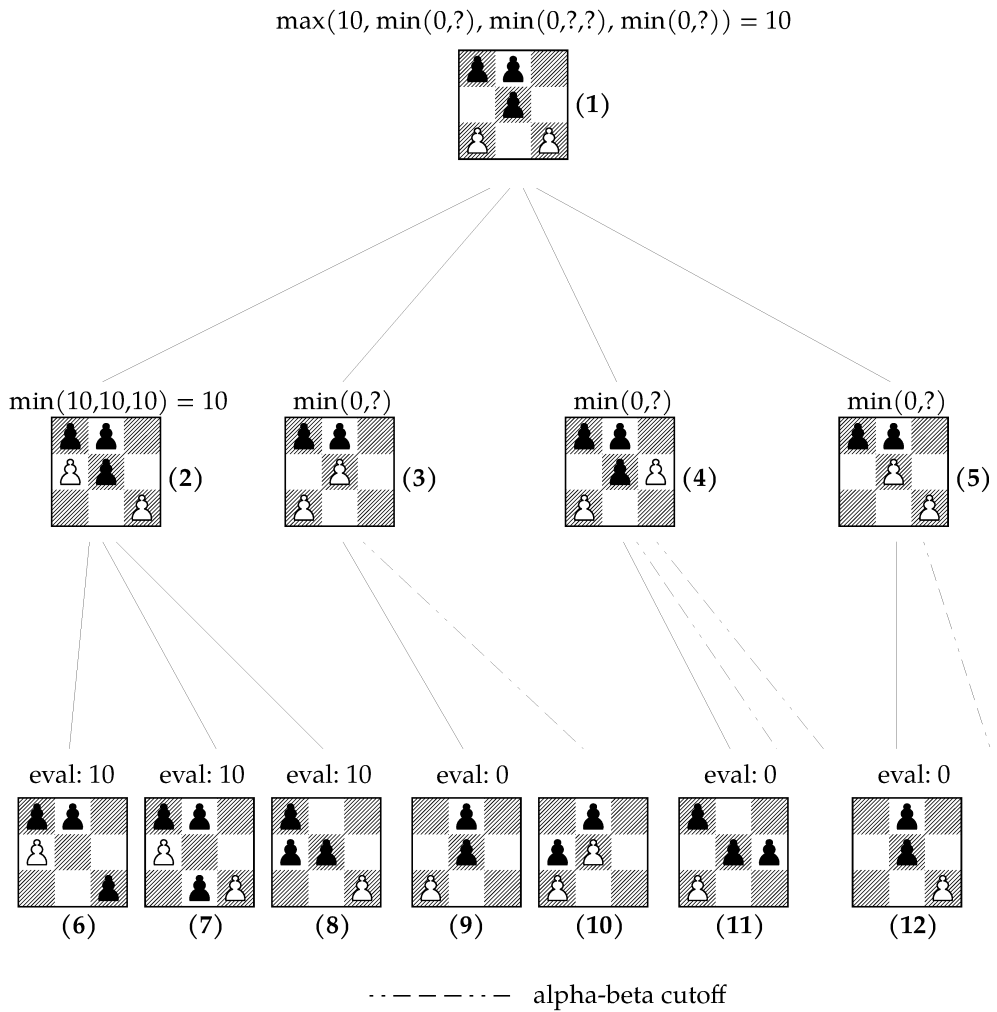 max(10, min(0,?), min(0,?,?), min(0,?)) = 10
(1)
min(10,10,10) = 10
min(0,?)
min(0,?)
min(0,?)
(2)
(3)
(4)
(5)
eval: 10
eval: 10
eval: 10
eval: 0
eval: 0
eval: 0
(6)
(7)
(8)
(9)
(10)
(11)
(12)
alpha-beta cutoff